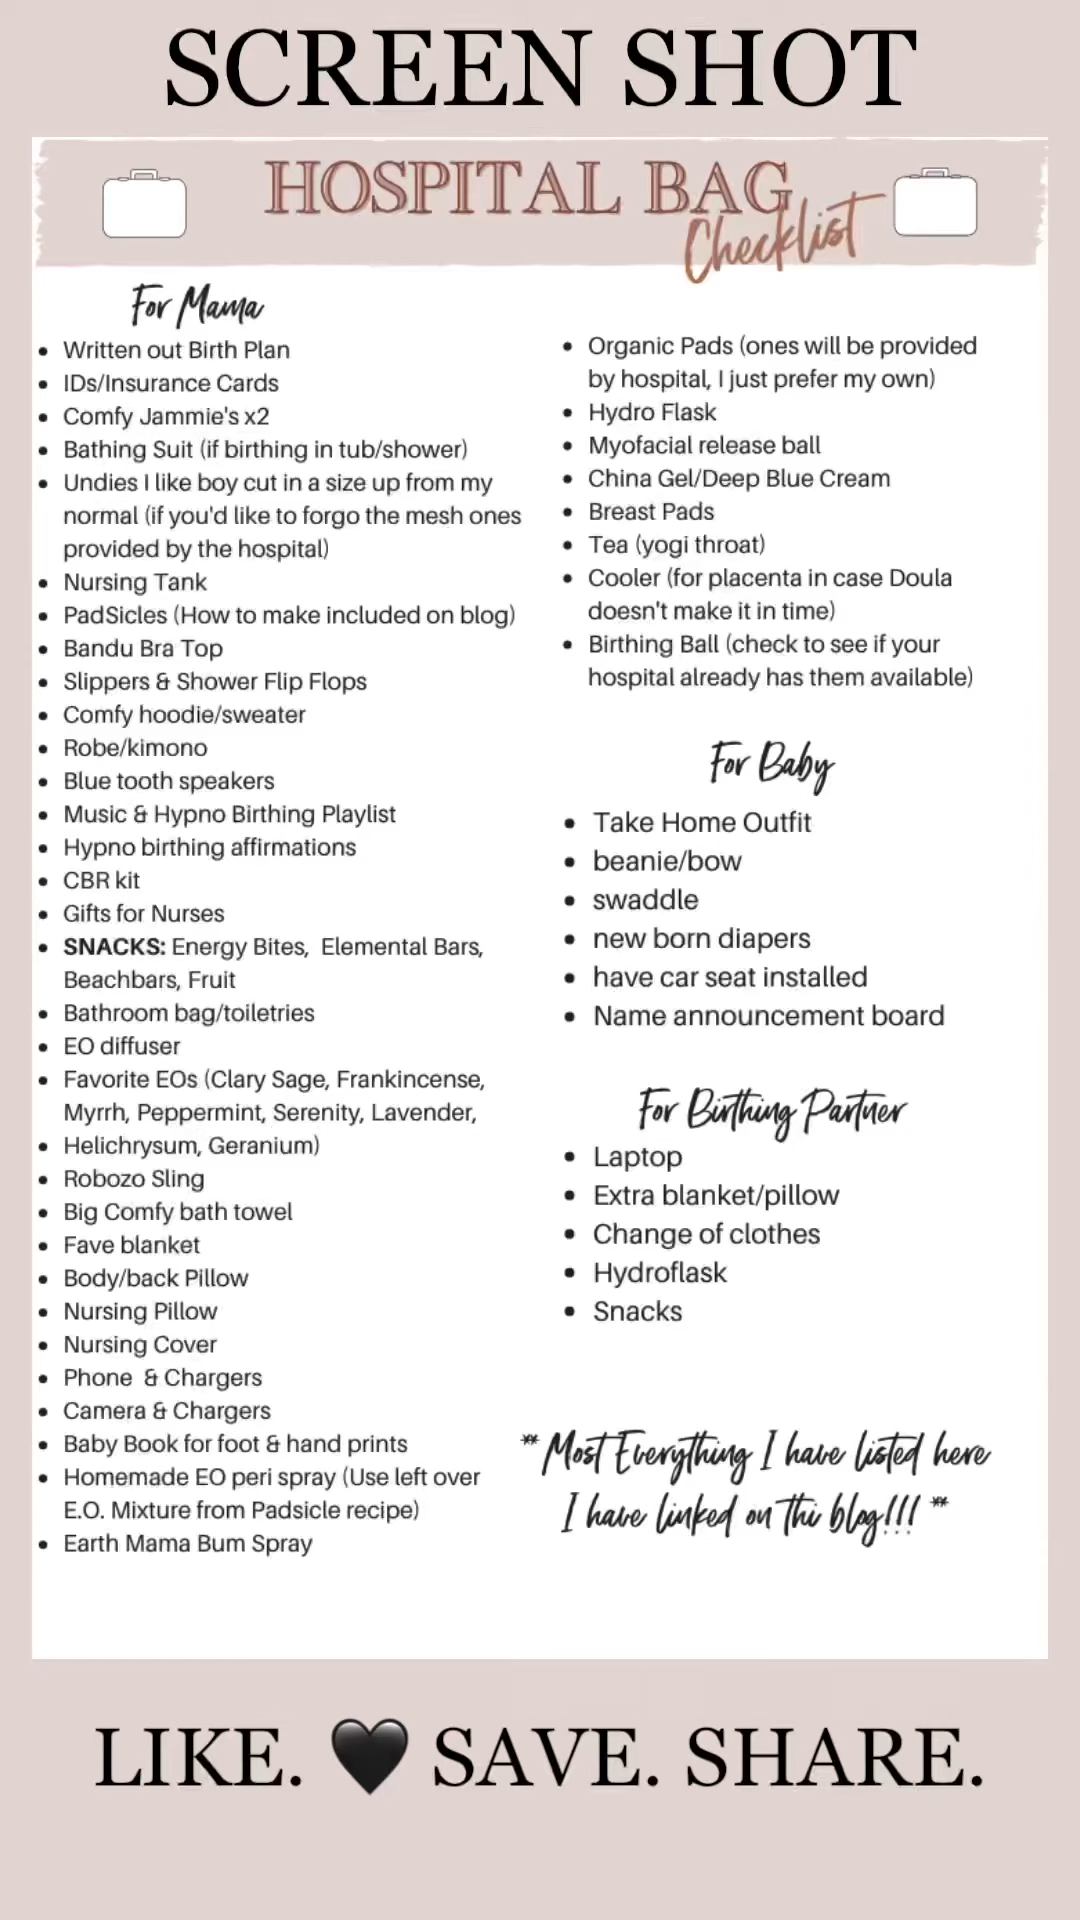 SCREEN SHOT
HOSPITAL BAG
Checklist
For Mama
Written out Birth Plan
IDs/Insurance Cards
Comfy Jammie's x2
Bathing Suit (if birthing in tub/shower)
Undies I like boy cut in a size up from my
normal (if you'd like to forgo the mesh ones
provided by the hospital)
Nursing Tank
PadSicles (How to make included on blog)
Bandu Bra Top
Slippers & Shower Flip Flops
Comfy hoodie/sweater
Robe/kimono
Blue tooth speakers
Music & Hypno Birthing Playlist
Hypno birthing affirmations
CBR kit
Gifts for Nurses
SNACKS: Energy Bites, Elemental Bars,
Beachbars, Fruit
Bathroom bag/toiletries
EO diffuser
Favorite EOs (Clary Sage, Frankincense,
Myrrh, Peppermint, Serenity, Lavender,
Helichrysum, Geranium)
Robozo Sling
Big Comfy bath towel
Fave blanket
Body/back Pillow
Nursing Pillow
Nursing Cover
Phone & Chargers
Camera & Chargers
Baby Book for foot & hand prints
Homemade EO peri spray (Use left over
E.O. Mixture from Padsicle recipe)
Earth Mama Bum Spray
Organic Pads (ones will be provided
by hospital, I just prefer my own)
Hydro Flask
Myofacial release ball
China Gel/Deep Blue Cream
Breast Pads
Tea (yogi throat)
Cooler (for placenta in case Doula
doesn't make it in time)
Birthing Ball (check to see if your
hospital already has them available)
For Baby
Take Home Outfit
beanie/bow
swaddle
new born diapers
have car seat installed
Name announcement board
For Birthing Partner
Laptop
Extra blanket/pillow
Change of clothes
Hydroflask
Snacks
**Most Everything I have listed here
I have linked on thi blog!!! **
LIKE. 🖤 SAVE. SHARE.